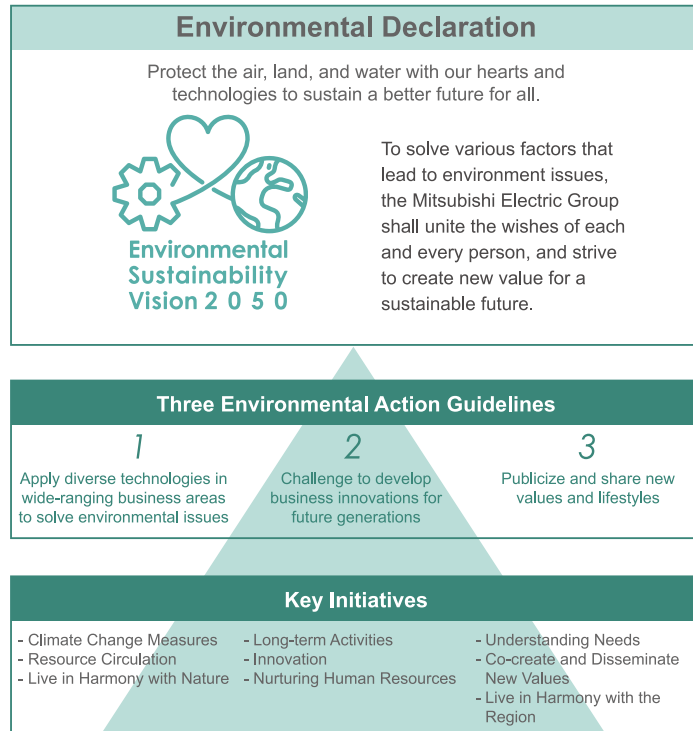 Environmental Declaration
Protect the air, land, and water with our hearts and
technologies to sustain a better future for all.
Environmental
Sustainability
Vision 2 0 5 0
To solve various factors that
lead to environment issues,
the Mitsubishi Electric Group
shall unite the wishes of each
and every person, and strive
to create new value for a
sustainable future.
Three Environmental Action Guidelines
1
Apply diverse technologies in
wide-ranging business areas
to solve environmental issues
2
Challenge to develop
business innovations for
future generations
3
Publicize and share new
values and lifestyles
Key Initiatives
- Climate Change Measures
- Resource Circulation
- Live in Harmony with Nature
- Long-term Activities
- Innovation
- Nurturing Human Resources
- Understanding Needs
- Co-create and Disseminate
New Values
- Live in Harmony with the
Region